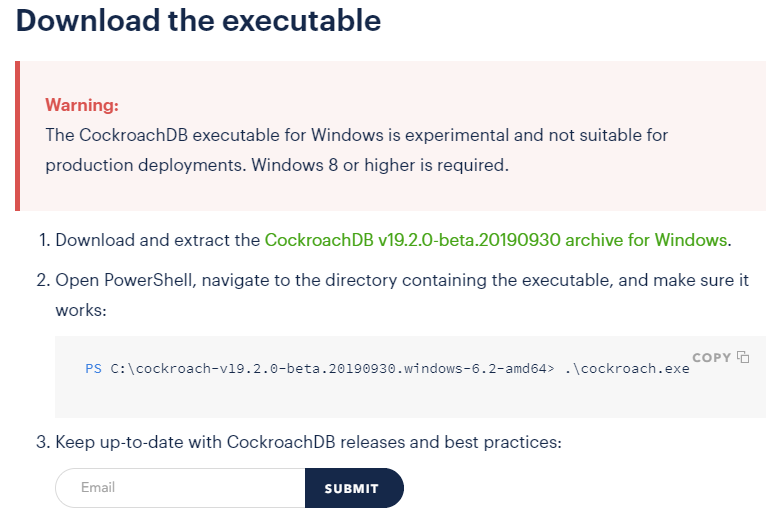 Download the executable
Warning:
The CockroachDB executable for Windows is experimental and not suitable for
production deployments. Windows 8 or higher is required.
1. Download and extract the CockroachDB v19.2.0-beta.20190930 archive for Windows.
2. Open PowerShell, navigate to the directory containing the executable, and make sure it
works:
COPY
PS C:\cockroach-v19.2.0-beta.20190930.windows-6.2-amd64> .\cockroach.exe
3. Keep up-to-date with CockroachDB releases and best practices:
Email SUBMIT